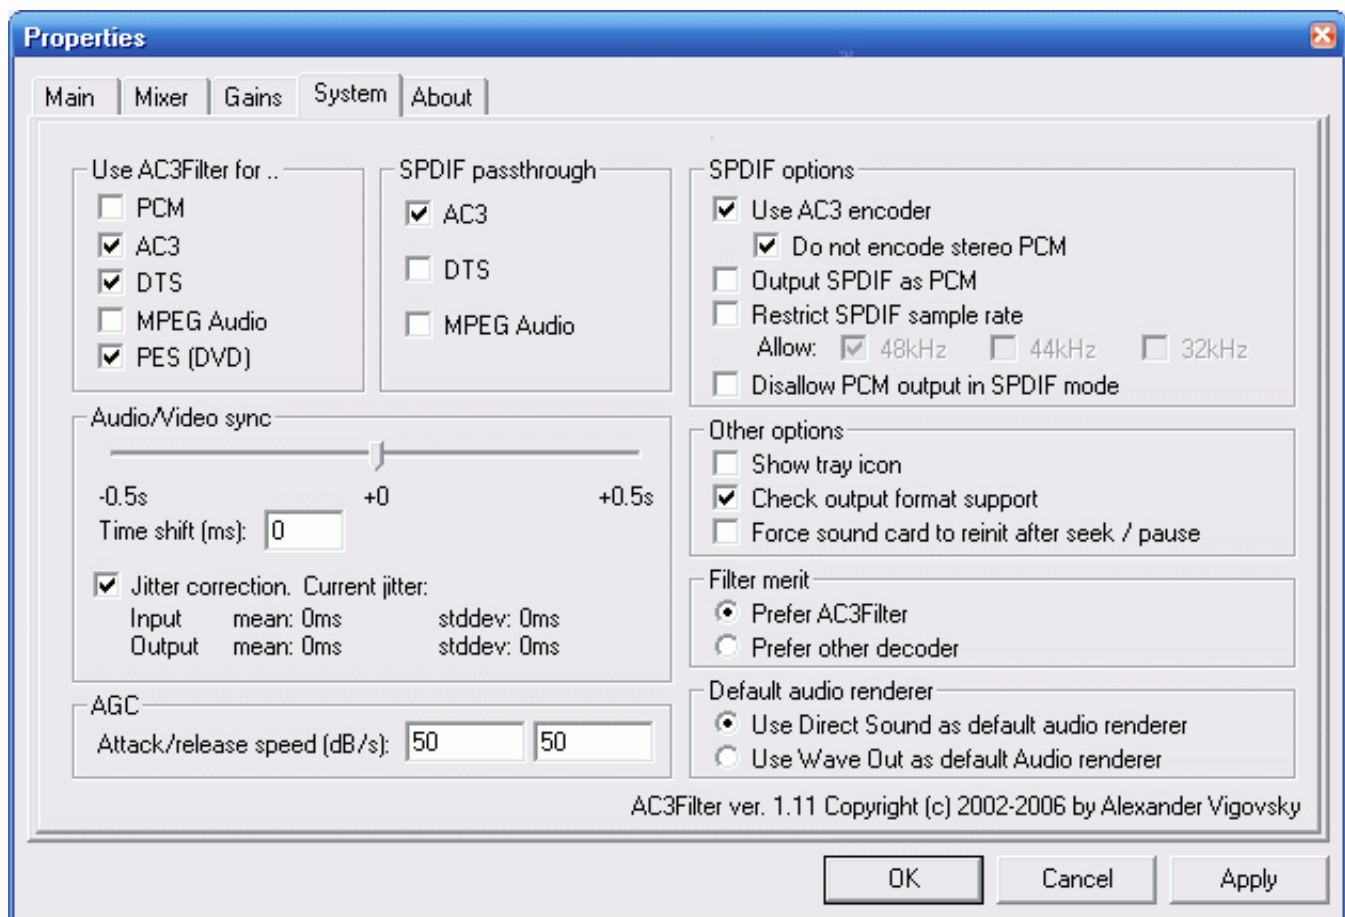 Properties
Main Mixer Gains System About
Use AC3Filter for ..
PCM
AC3
DTS
MPEG Audio
PES (DVD)
SPDIF passthrough
AC3
DTS
MPEG Audio
SPDIF options
Use AC3 encoder
Do not encode stereo PCM
Output SPDIF as PCM
Restrict SPDIF sample rate
Allow: 48kHz 44kHz 32kHz
Disallow PCM output in SPDIF mode
Audio/Video sync
-0.5s +0 +0.5s
Time shift (ms): 0
Jitter correction. Current jitter:
Input mean: 0ms stddev: 0ms
Output mean: 0ms stddev: 0ms
Other options
Show tray icon
Check output format support
Force sound card to reinit after seek / pause
Filter merit
Prefer AC3Filter
Prefer other decoder
AGC
Attack/release speed (dB/s): 50 50
Default audio renderer
Use Direct Sound as default audio renderer
Use Wave Out as default Audio renderer
AC3Filter ver. 1.11 Copyright (c) 2002-2006 by Alexander Vigovsky
OK Cancel Apply